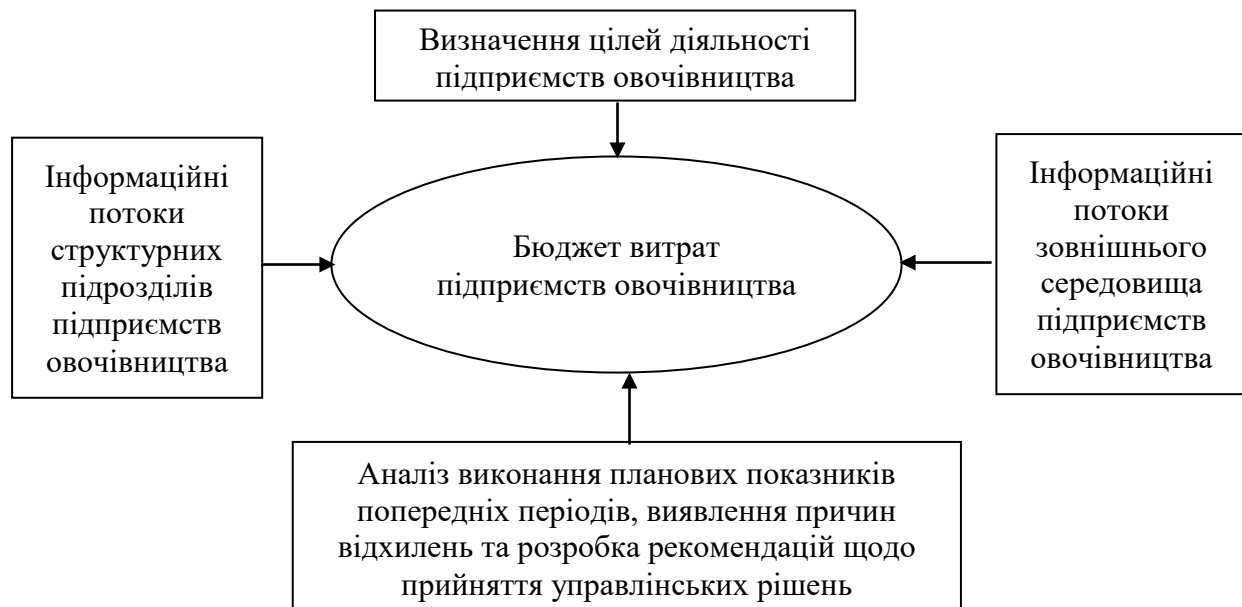 Визначення цілей діяльності
підприємств овочівництва
Інформаційні
потоки
структурних
підрозділів
підприємств
овочівництва
Бюджет витрат
підприємств овочівництва
Інформаційні
потоки
зовнішнього
середовища
підприємств
овочівництва
Аналіз виконання планових показників
попередніх періодів, виявлення причин
відхилень та розробка рекомендацій щодо
прийняття управлінських рішень